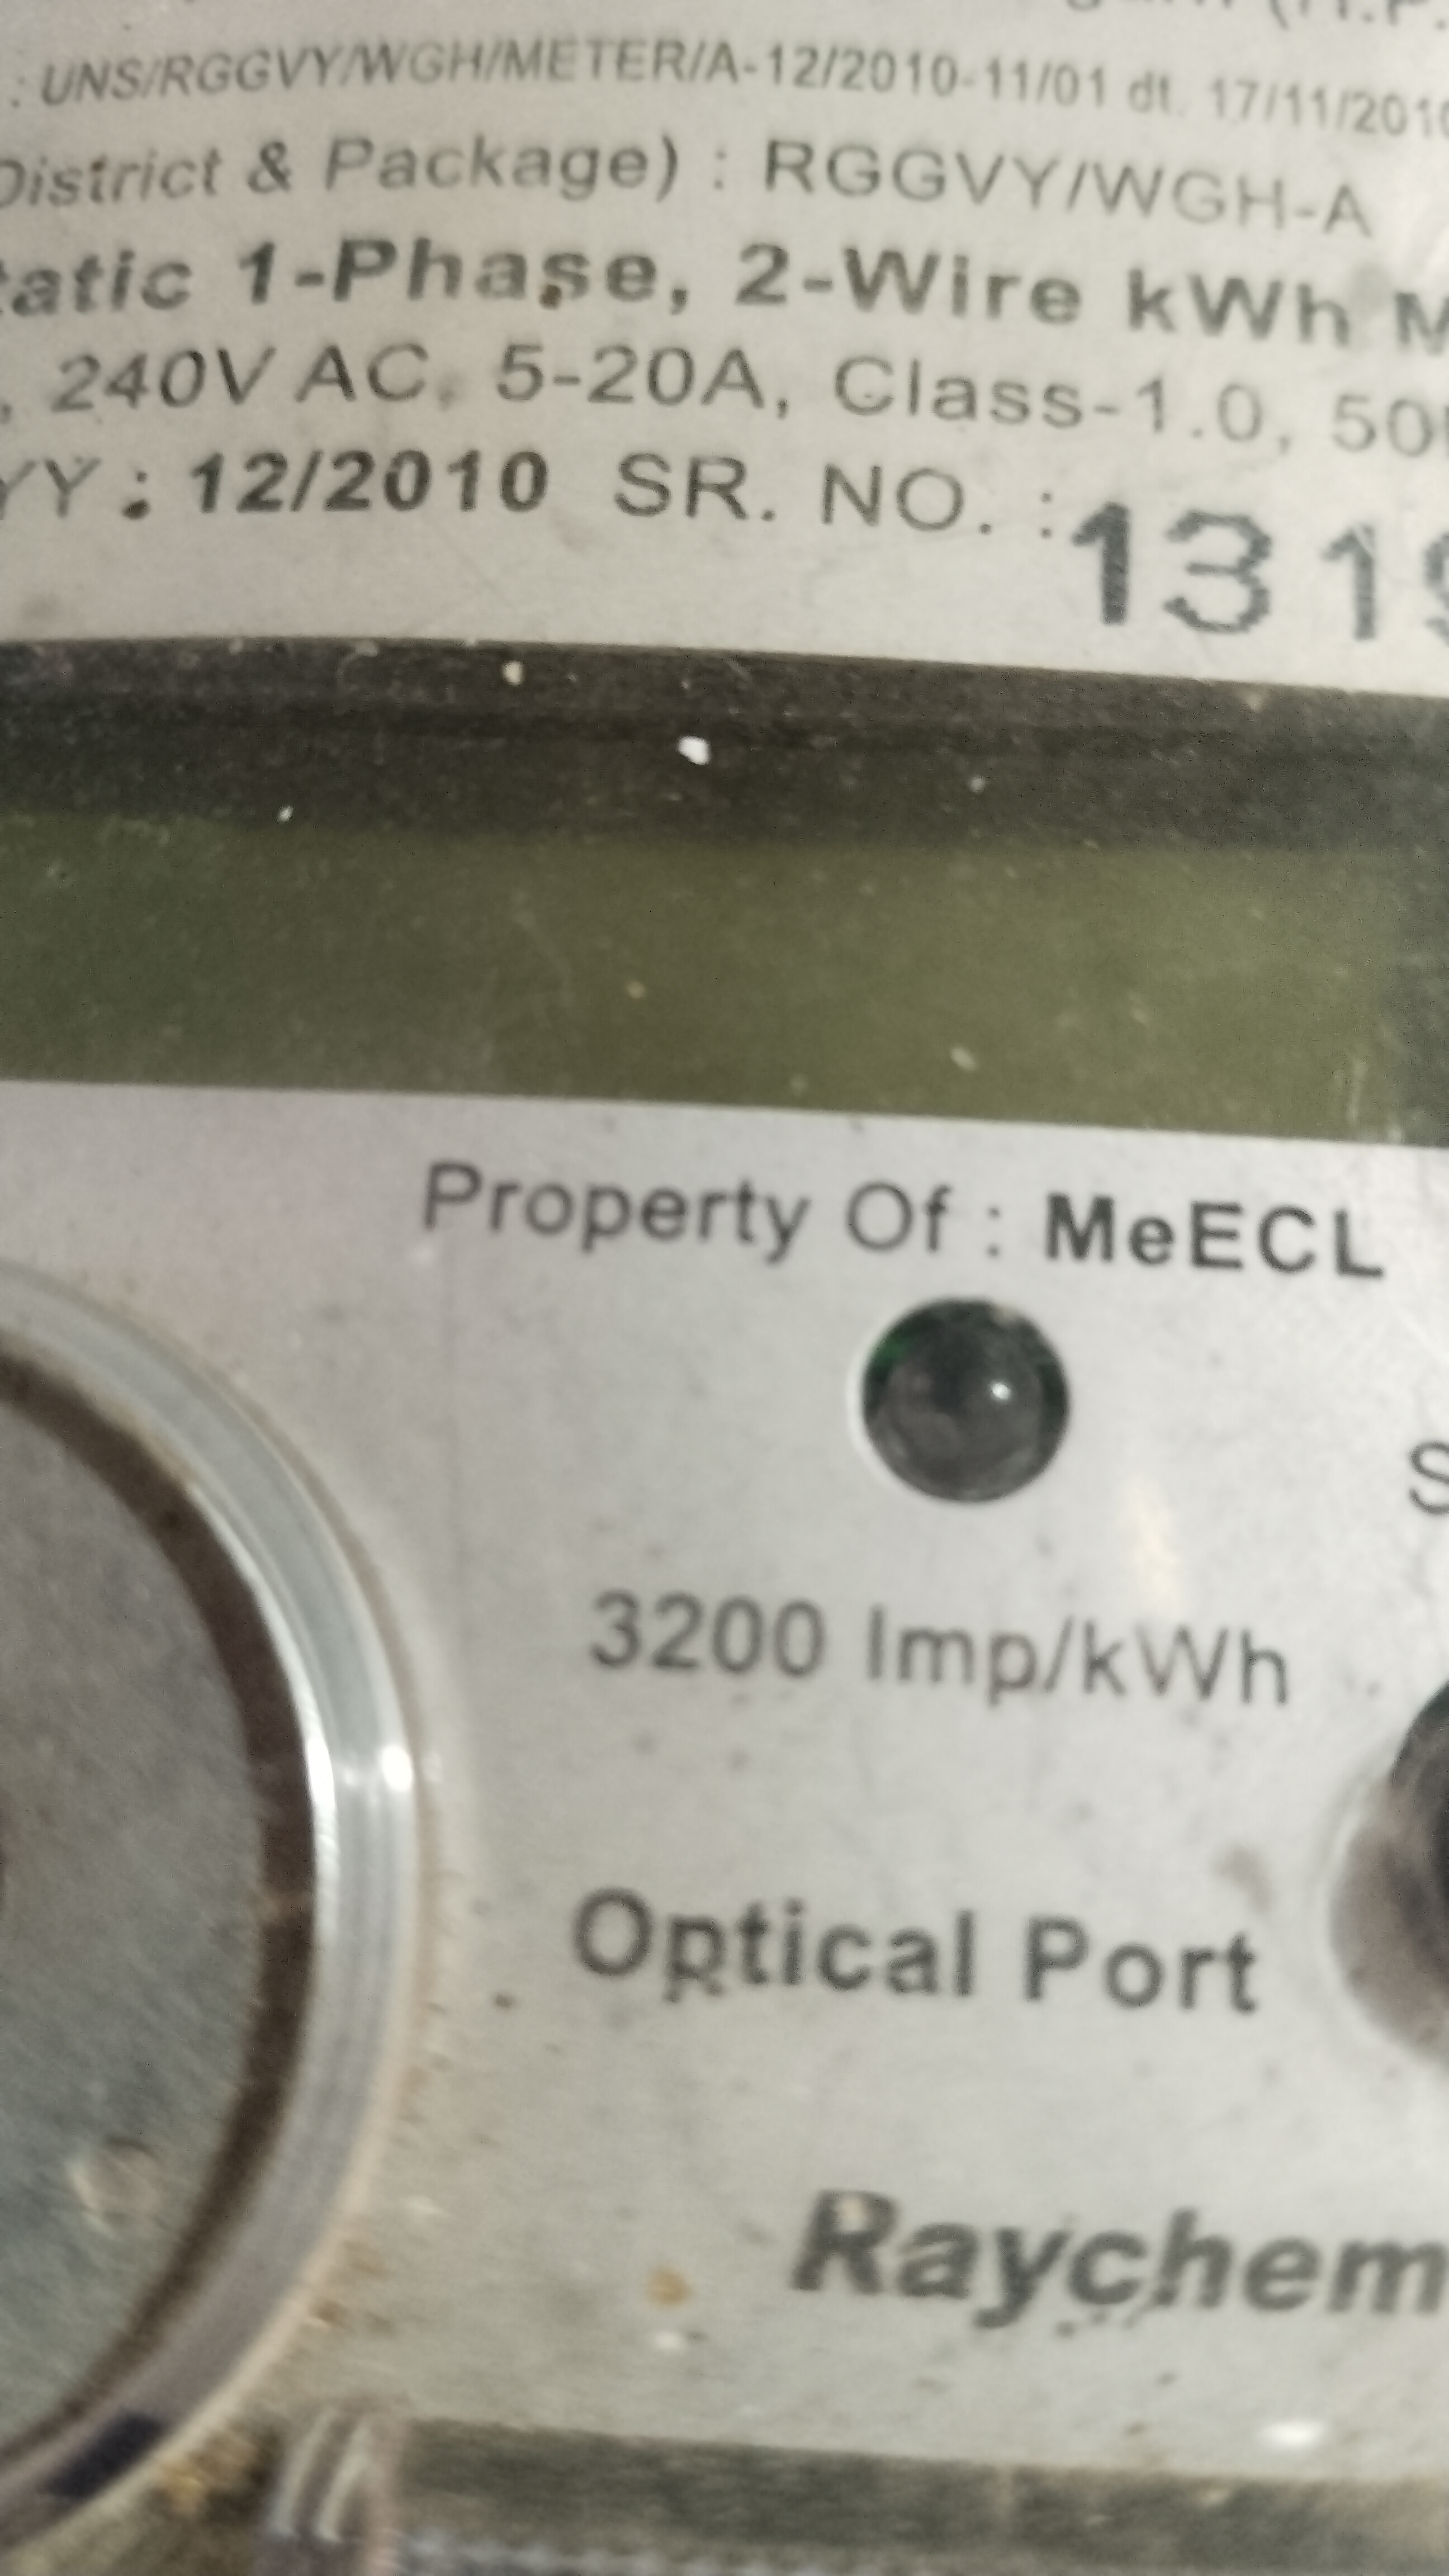 : UNS/RGGVY/WGH/METER/A-12/2010-11/01 dt. 17/11/2010
District & Package) : RGGVY/WGH-A
tatic 1-Phase, 2-Wire kWh M
, 240V AC, 5-20A, Class-1.0, 50
YY : 12/2010 SR. NO. : 1319
Property Of : MeECL
S
3200 Imp/kWh
Optical Port
Raychem